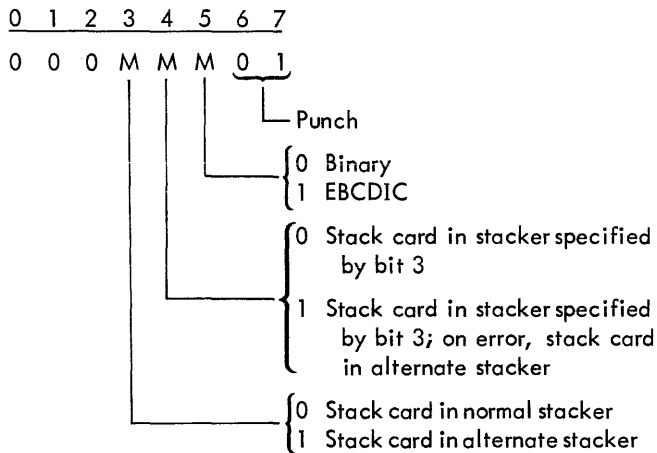 0 1 2 3 4 5 6 7
0 0 0 M M M 0 1
Punch
0 Binary
1 EBCDIC
0 Stack card in stacker specified
by bit 3
1 Stack card in stacker specified
by bit 3; on error, stack card
in alternate stacker
0 Stack card in normal stacker
1 Stack card in alternate stacker